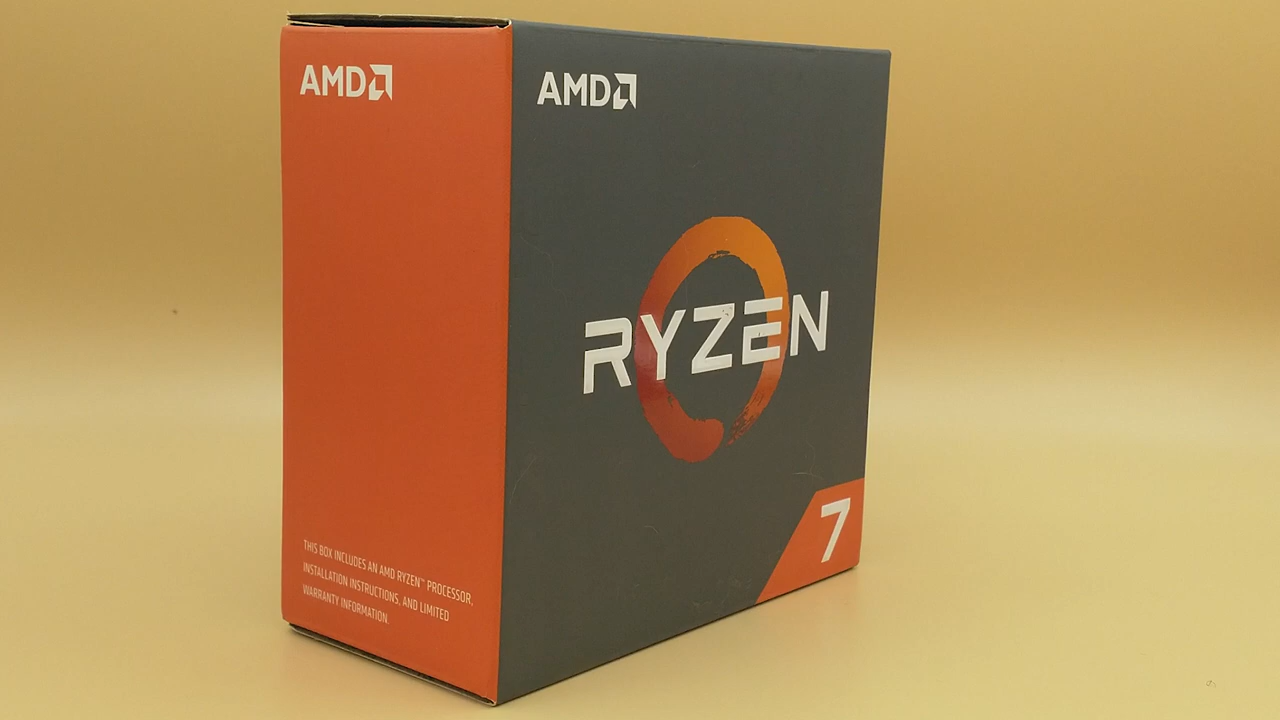 AMD
THIS BOX INCLUDES AN AMD RYZEN™ PROCESSOR,
INSTALLATION INSTRUCTIONS, AND LIMITED
WARRANTY INFORMATION.
AMD
RYZEN
7